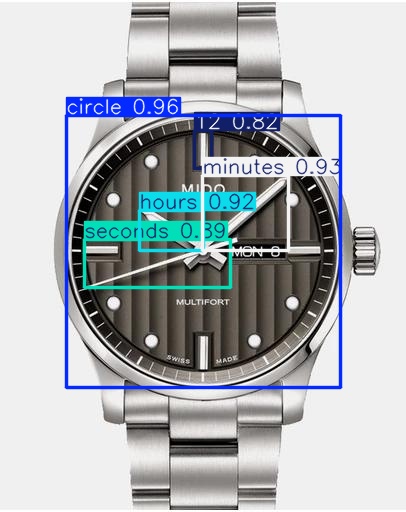 circle 0.96
12 0.82
minutes 0.93
MIDO
hours 0.92
seconds 0.89
MON 8
MULTIFORT
SWISS MADE